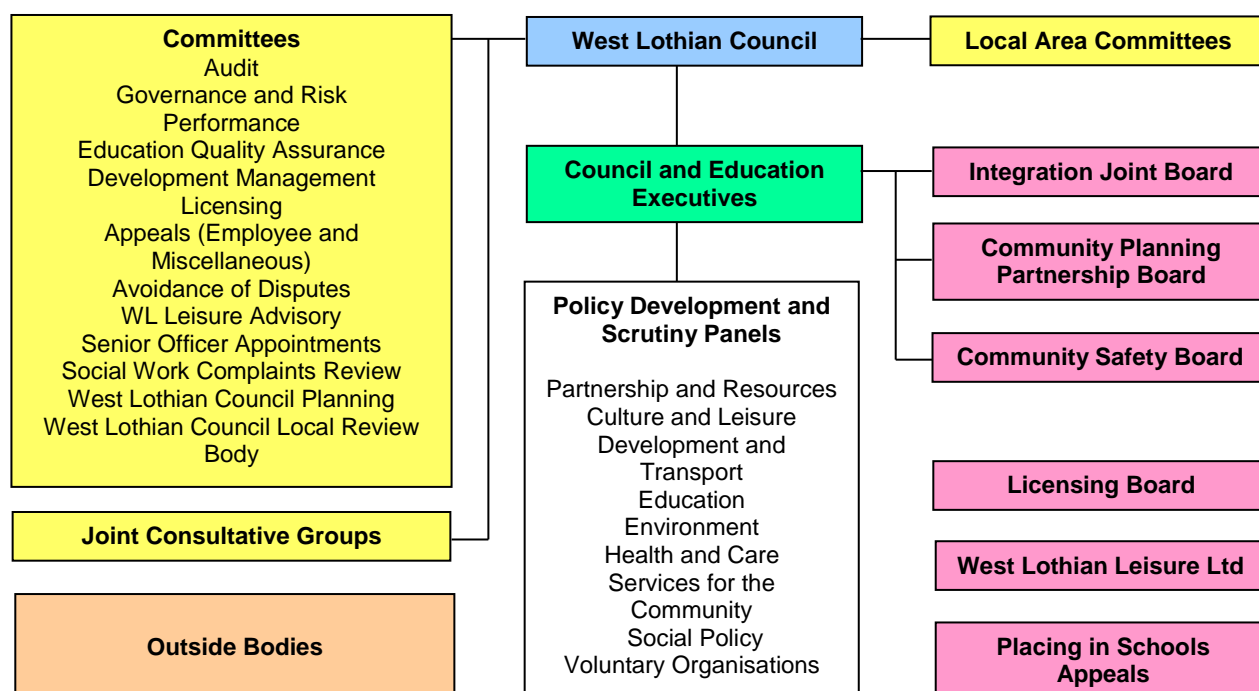 Committees
Audit
Governance and Risk
Performance
Education Quality Assurance
Development Management
Licensing
Appeals (Employee and
Miscellaneous)
Avoidance of Disputes
WL Leisure Advisory
Senior Officer Appointments
Social Work Complaints Review
West Lothian Council Planning
West Lothian Council Local Review
Body
Joint Consultative Groups
Outside Bodies
West Lothian Council
Council and Education
Executives
Policy Development and
Scrutiny Panels
Partnership and Resources
Culture and Leisure
Development and
Transport
Education
Environment
Health and Care
Services for the
Community
Social Policy
Voluntary Organisations
Local Area Committees
Integration Joint Board
Community Planning
Partnership Board
Community Safety Board
Licensing Board
West Lothian Leisure Ltd
Placing in Schools
Appeals